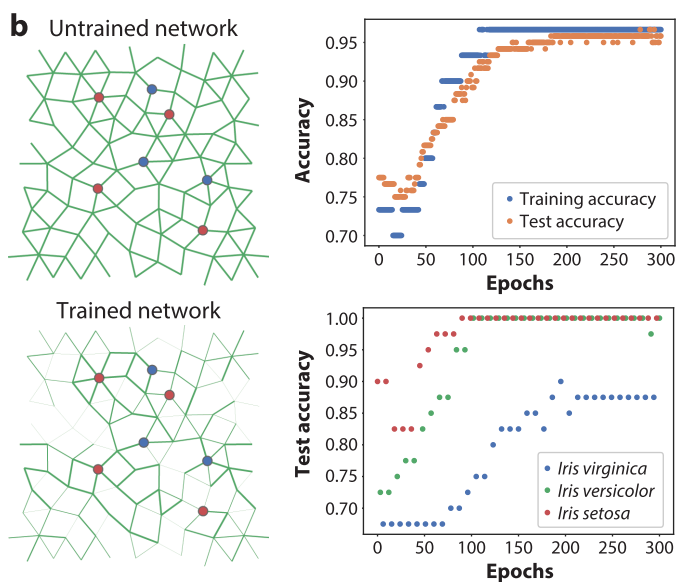 b
Untrained network
Accuracy
0.95
0.90
0.85
0.80
0.75
0.70
Training accuracy
Test accuracy
0
50
100
150
200
250
300
Epochs
Trained network
Test accuracy
1.00
0.95
0.90
0.85
0.80
0.75
0.70
Iris virginica
Iris versicolor
Iris setosa
0
50
100
150
200
250
300
Epochs